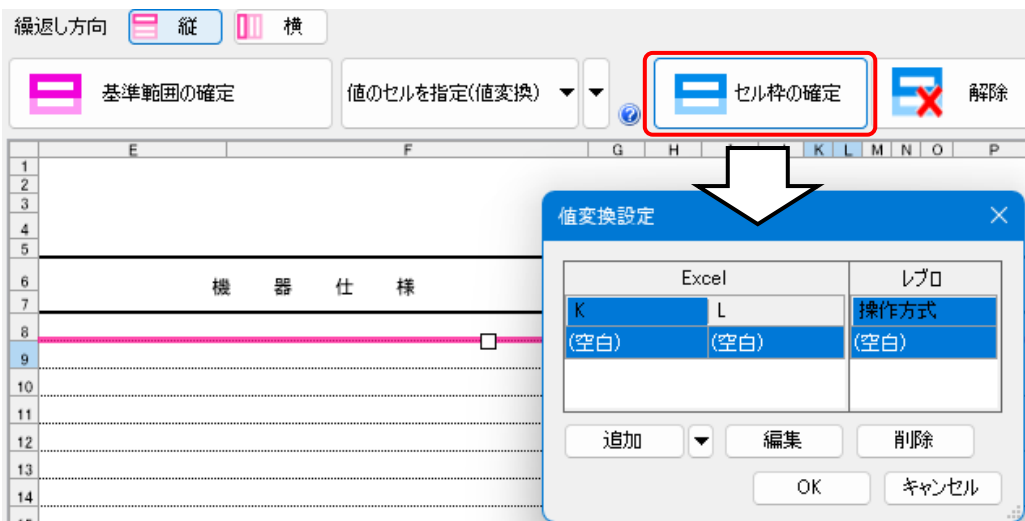 繰返し方向 縦 横
基準範囲の確定 値のセルを指定(値変換) セル枠の確定 解除
E F G H K L M N O P
1
2
3
4
5
6
7
8
9
10
11
12
13
14
機 器 仕 様
値変換設定
Excel レブロ
K L 操作方式
(空白) (空白) (空白)
追加 編集 削除
OK キャンセル